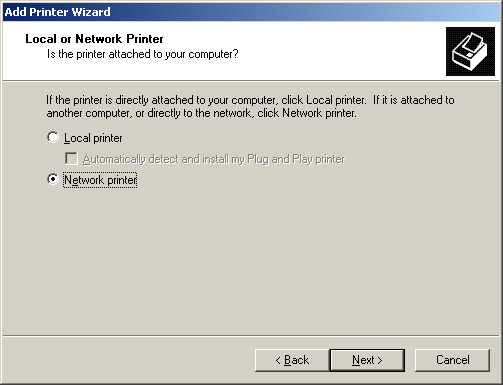 Add Printer Wizard
Local or Network Printer
Is the printer attached to your computer?
If the printer is directly attached to your computer, click Local printer. If it is attached to
another computer, or directly to the network, click Network printer.
Local printer
Automatically detect and install my Plug and Play printer
Network printer
< Back
Next >
Cancel